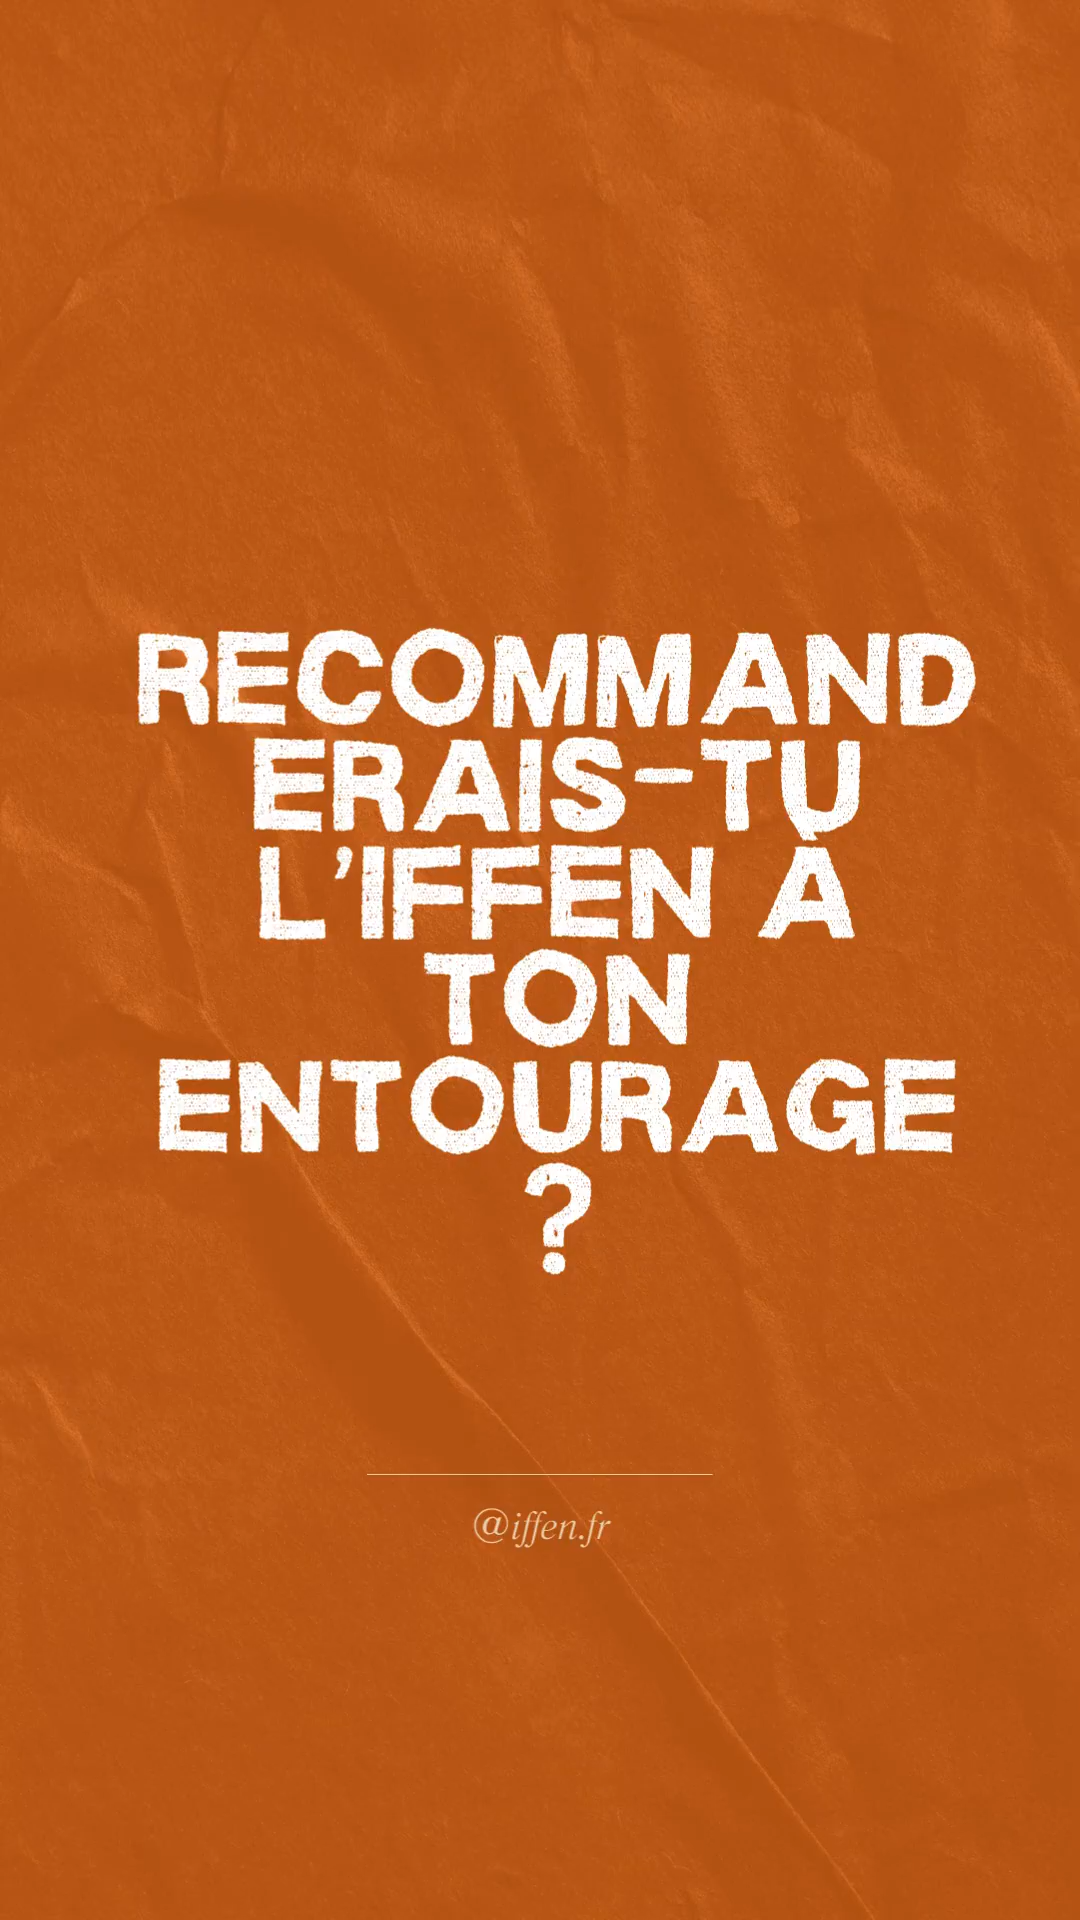 RECOMMAND
ERAIS-TU
L'IFFEN À
TON
ENTOURAGE
?
@iffen.fr